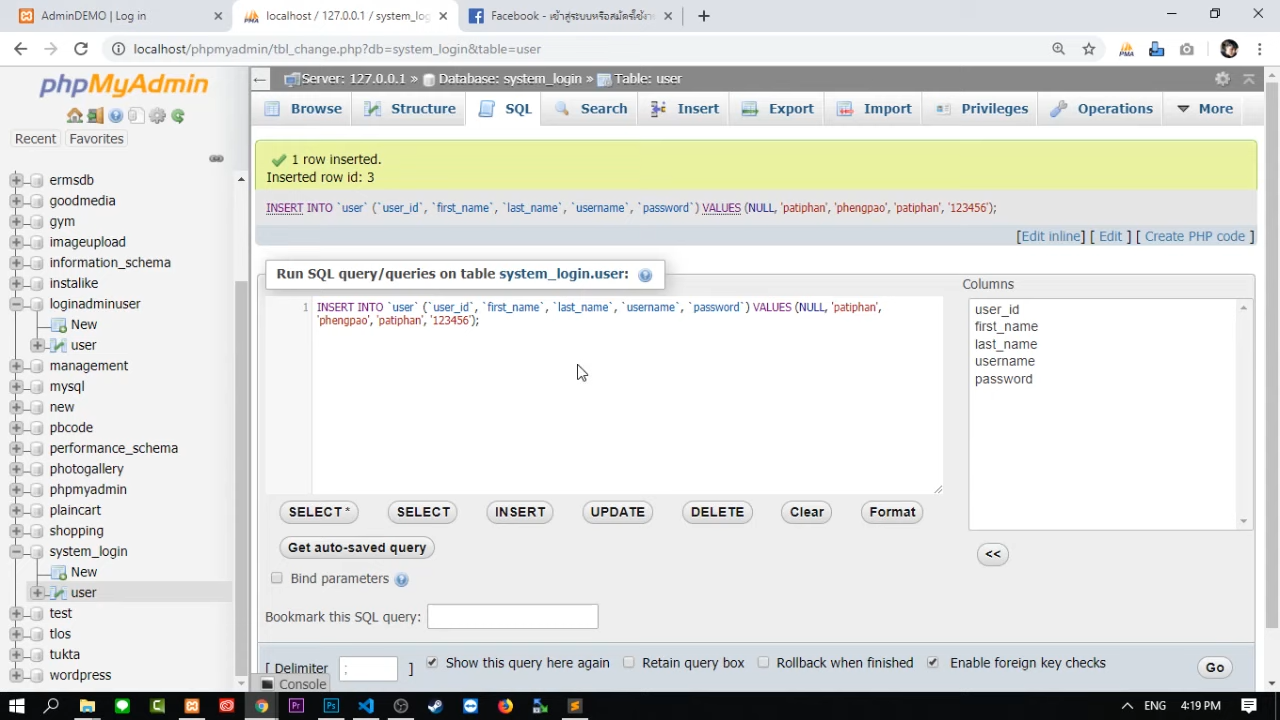 AdminDEMO | Log in
localhost / 127.0.0.1 / system_log
Facebook - เข้าสู่ระบบหรือสมัครใช้งาน
localhost/phpmyadmin/tbl_change.php?db=system_login&table=user
phpMyAdmin
Recent
Favorites
ermsdb
goodmedia
gym
imageupload
information_schema
instalke
loginadminuser
New
user
management
mysql
new
pbcode
performance_schema
photogallery
phpmyadmin
plaincart
shopping
system_login
New
user
test
tlos
tukta
wordpress
Server: 127.0.0.1 » Database: system_login » Table: user
Browse Structure SQL Search Insert Export Import Privileges Operations More
1 row inserted.
Inserted row id: 3
INSERT INTO `user` (`user_id`, `first_name`, `last_name`, `username`, `password`) VALUES (NULL, 'patiphan', 'phengpao', 'patiphan', '123456');
[Edit inline] [ Edit ] [ Create PHP code ]
Run SQL query/queries on table system_login.user:
1
INSERT INTO `user` (`user_id`, `first_name`, `last_name`, `username`, `password`) VALUES (NULL, 'patiphan',
'phengpao', 'patiphan', '123456');
Columns
user_id
first_name
last_name
username
password
<<
SELECT * SELECT INSERT UPDATE DELETE Clear Format
Get auto-saved query
Bind parameters
Bookmark this SQL query:
[ Delimiter ; ] Show this query here again Retain query box Rollback when finished Enable foreign key checks Go
Console
ENG 4:19 PM